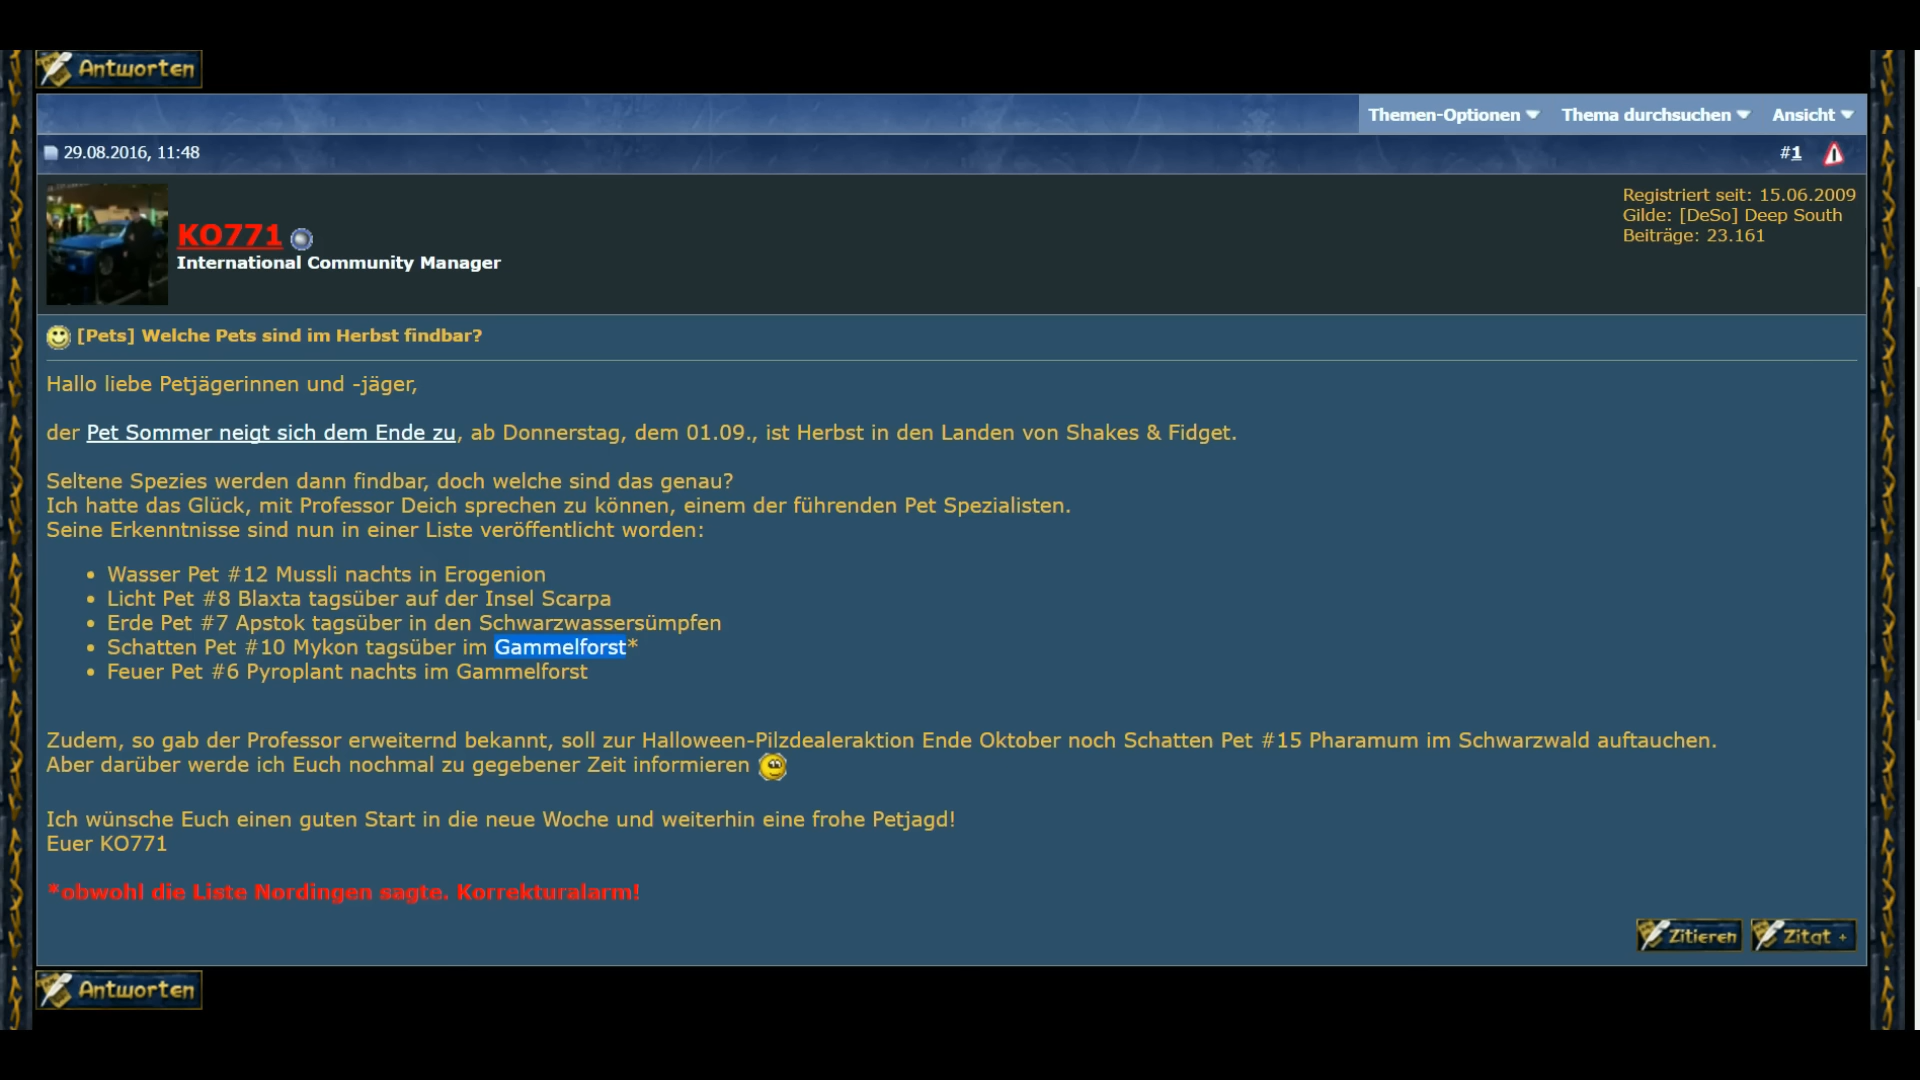 Antworten
Themen-Optionen Thema durchsuchen Ansicht
29.08.2016, 11:48 #1
Registriert seit: 15.06.2009
Gilde: [DeSo] Deep South
Beiträge: 23.161
KO771
International Community Manager
[Pets] Welche Pets sind im Herbst findbar?
Hallo liebe Petjägerinnen und -jäger,
der Pet Sommer neigt sich dem Ende zu, ab Donnerstag, dem 01.09., ist Herbst in den Landen von Shakes & Fidget.
Seltene Spezies werden dann findbar, doch welche sind das genau?
Ich hatte das Glück, mit Professor Deich sprechen zu können, einem der führenden Pet Spezialisten.
Seine Erkenntnisse sind nun in einer Liste veröffentlicht worden:
• Wasser Pet #12 Mussli nachts in Erogenion
• Licht Pet #8 Blaxta tagsüber auf der Insel Scarpa
• Erde Pet #7 Apstok tagsüber in den Schwarzwassersümpfen
• Schatten Pet #10 Mykon tagsüber im Gammelforst*
• Feuer Pet #6 Pyroplant nachts im Gammelforst
Zudem, so gab der Professor erweiternd bekannt, soll zur Halloween-Pilzdealeraktion Ende Oktober noch Schatten Pet #15 Pharamum im Schwarzwald auftauchen.
Aber darüber werde ich Euch nochmal zu gegebener Zeit informieren
Ich wünsche Euch einen guten Start in die neue Woche und weiterhin eine frohe Petjagd!
Euer KO771
*obwohl die Liste Nordingen sagte. Korrekturalarm!
Zitieren Zitat +
Antworten